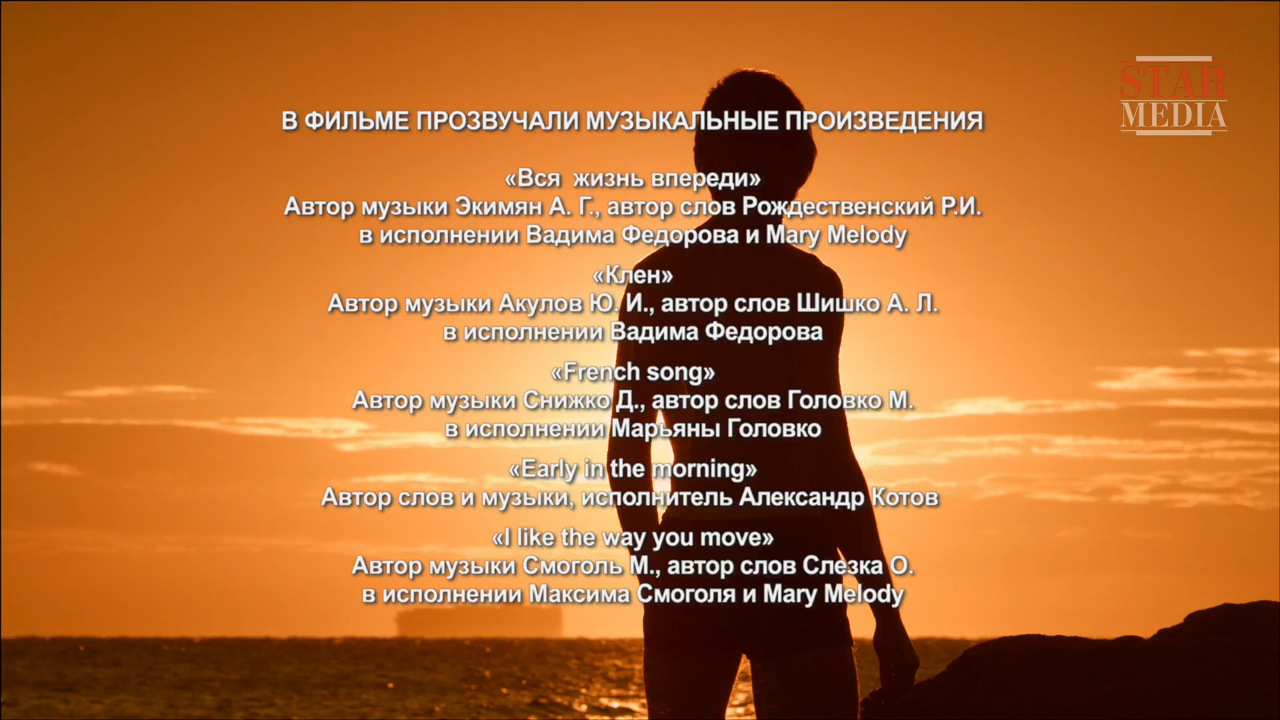 STAR
MEDIA
В ФИЛЬМЕ ПРОЗВУЧАЛИ МУЗЫКАЛЬНЫЕ ПРОИЗВЕДЕНИЯ
«Вся жизнь впереди»
Автор музыки Экимян А. Г., автор слов Рождественский Р.И.
в исполнении Вадима Федорова и Mary Melody
«Клен»
Автор музыки Акулов Ю. И., автор слов Шишко А. Л.
в исполнении Вадима Федорова
«French song»
Автор музыки Снижко Д., автор слов Головко М.
в исполнении Марьяны Головко
«Early in the morning»
Автор слов и музыки, исполнитель Александр Котов
«I like the way you move»
Автор музыки Смоголь М., автор слов Слезка О.
в исполнении Максима Смоголя и Mary Melody